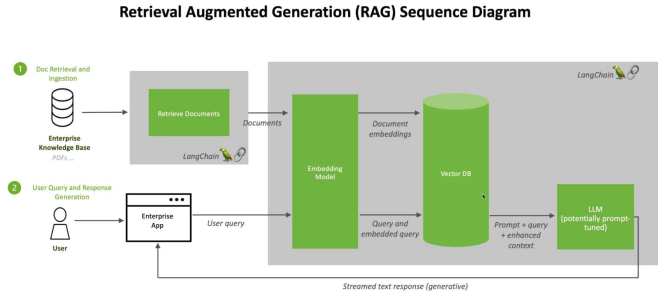 Retrieval Augmented Generation (RAG) Sequence Diagram
1
Doc Retrieval and
Ingestion
Enterprise
Knowledge Base
PDFs ...
Retrieve Documents
LangChain
Documents
LangChain
Embedding
Model
Document
embeddings
Vector DB
2
User Query and Response
Generation
User
Enterprise
App
User query
Query and
embedded query
Prompt + query
+ enhanced
context
LLM
(potentially prompt-
tuned)
Streamed text response (generative)